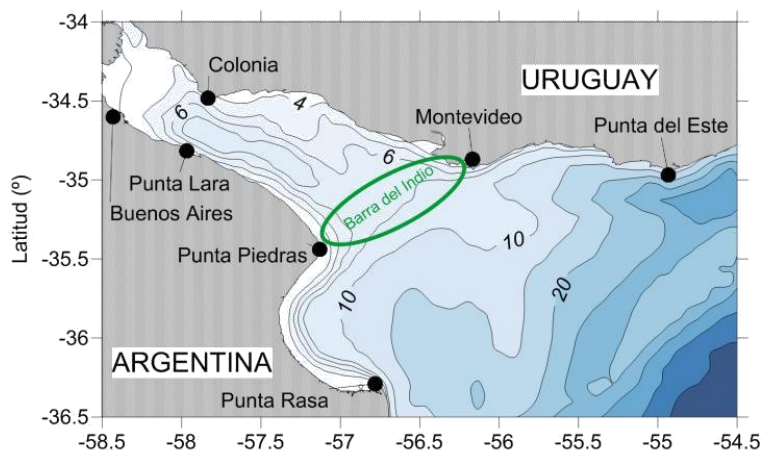 -34
Colonia
URUGUAY
-34.5
4
6
Montevideo
Punta del Este
6
Punta Lara
-35
Buenos Aires
Barra del Indio
Latitud (º)
10
Punta Piedras
-35.5
20
10
-36
ARGENTINA
Punta Rasa
-36.5
-58.5 -58 -57.5 -57 -56.5 -56 -55.5 -55 -54.5